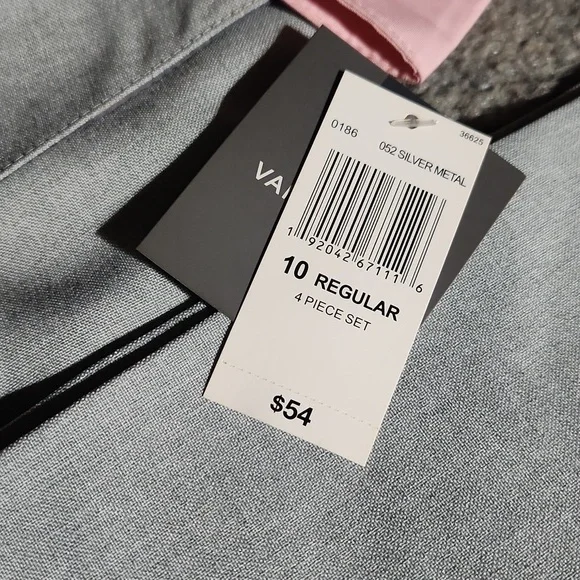 0186
36625
052 SILVER METAL
1 92042 67111 6
10 REGULAR
4 PIECE SET
$54